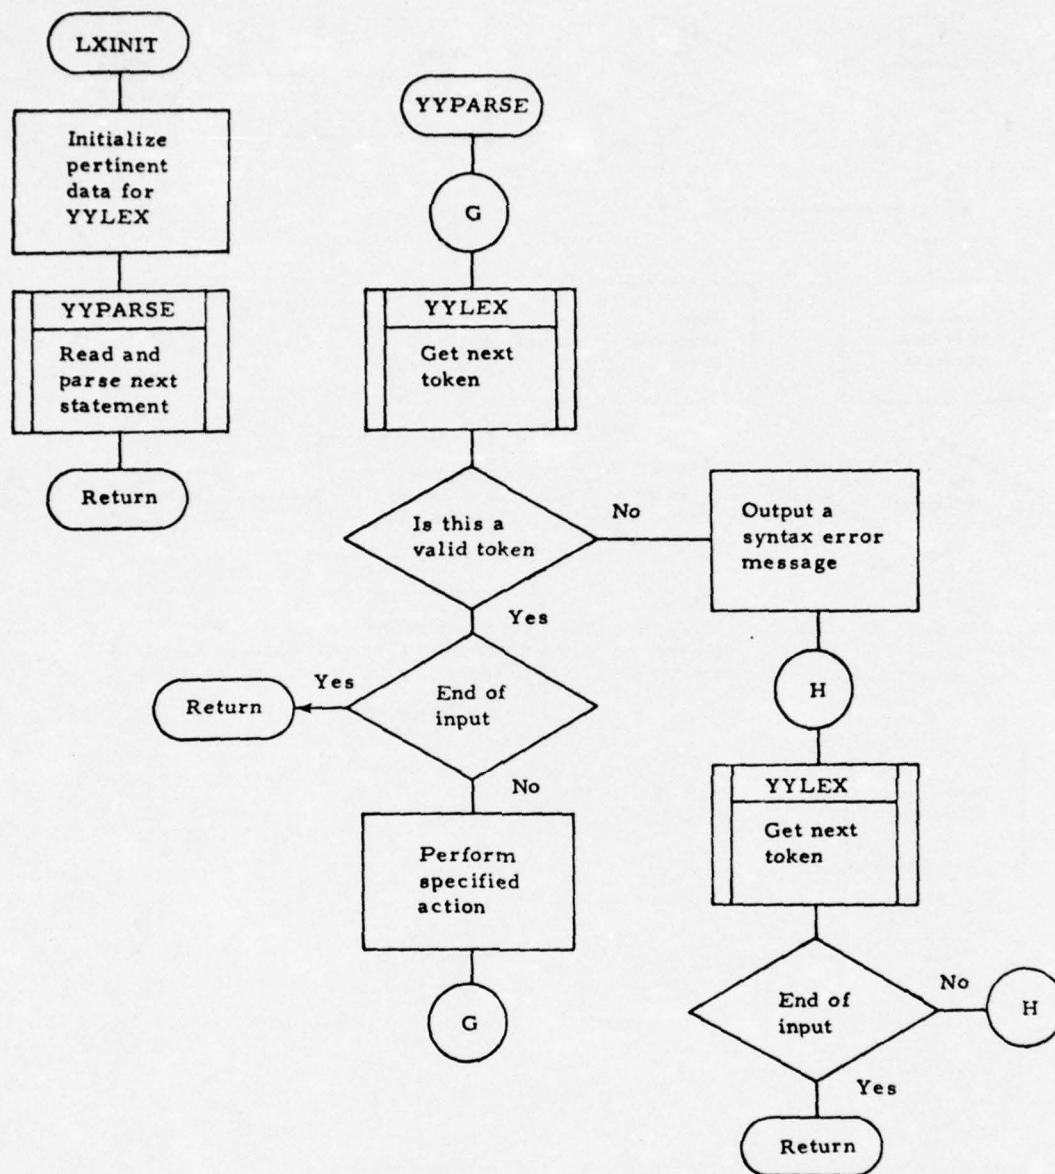 LXINIT
Initialize
pertinent
data for
YYLEX
YYPARSE
Read and
parse next
statement
Return
YYPARSE
G
YYLEX
Get next
token
Is this a
valid token
No
Yes
Output a
syntax error
message
End of
input
Yes
Return
No
Perform
specified
action
G
H
YYLEX
Get next
token
End of
input
No
H
Yes
Return